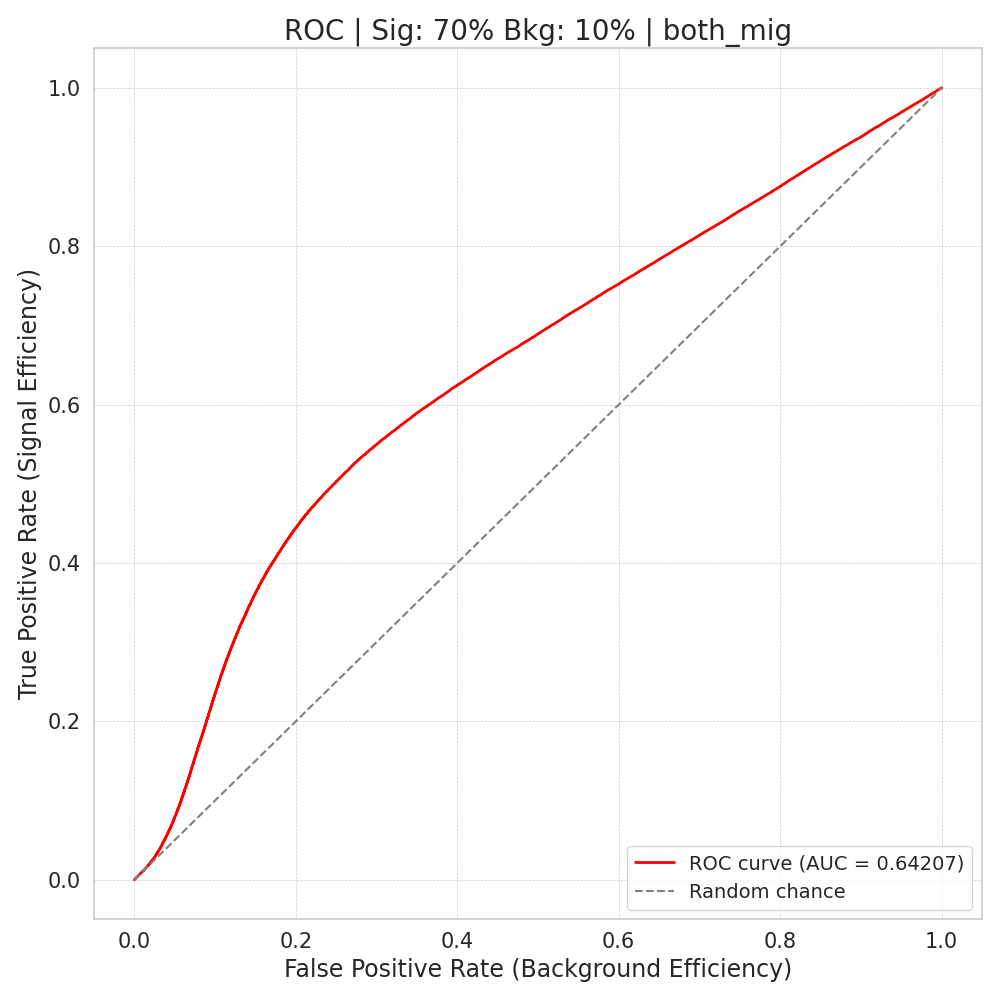 ROC | Sig: 70% Bkg: 10% | both_mig
True Positive Rate (Signal Efficiency)
1.0
0.8
0.6
0.4
0.2
0.0
ROC curve (AUC = 0.64207)
Random chance
0.0 0.2 0.4 0.6 0.8 1.0
False Positive Rate (Background Efficiency)